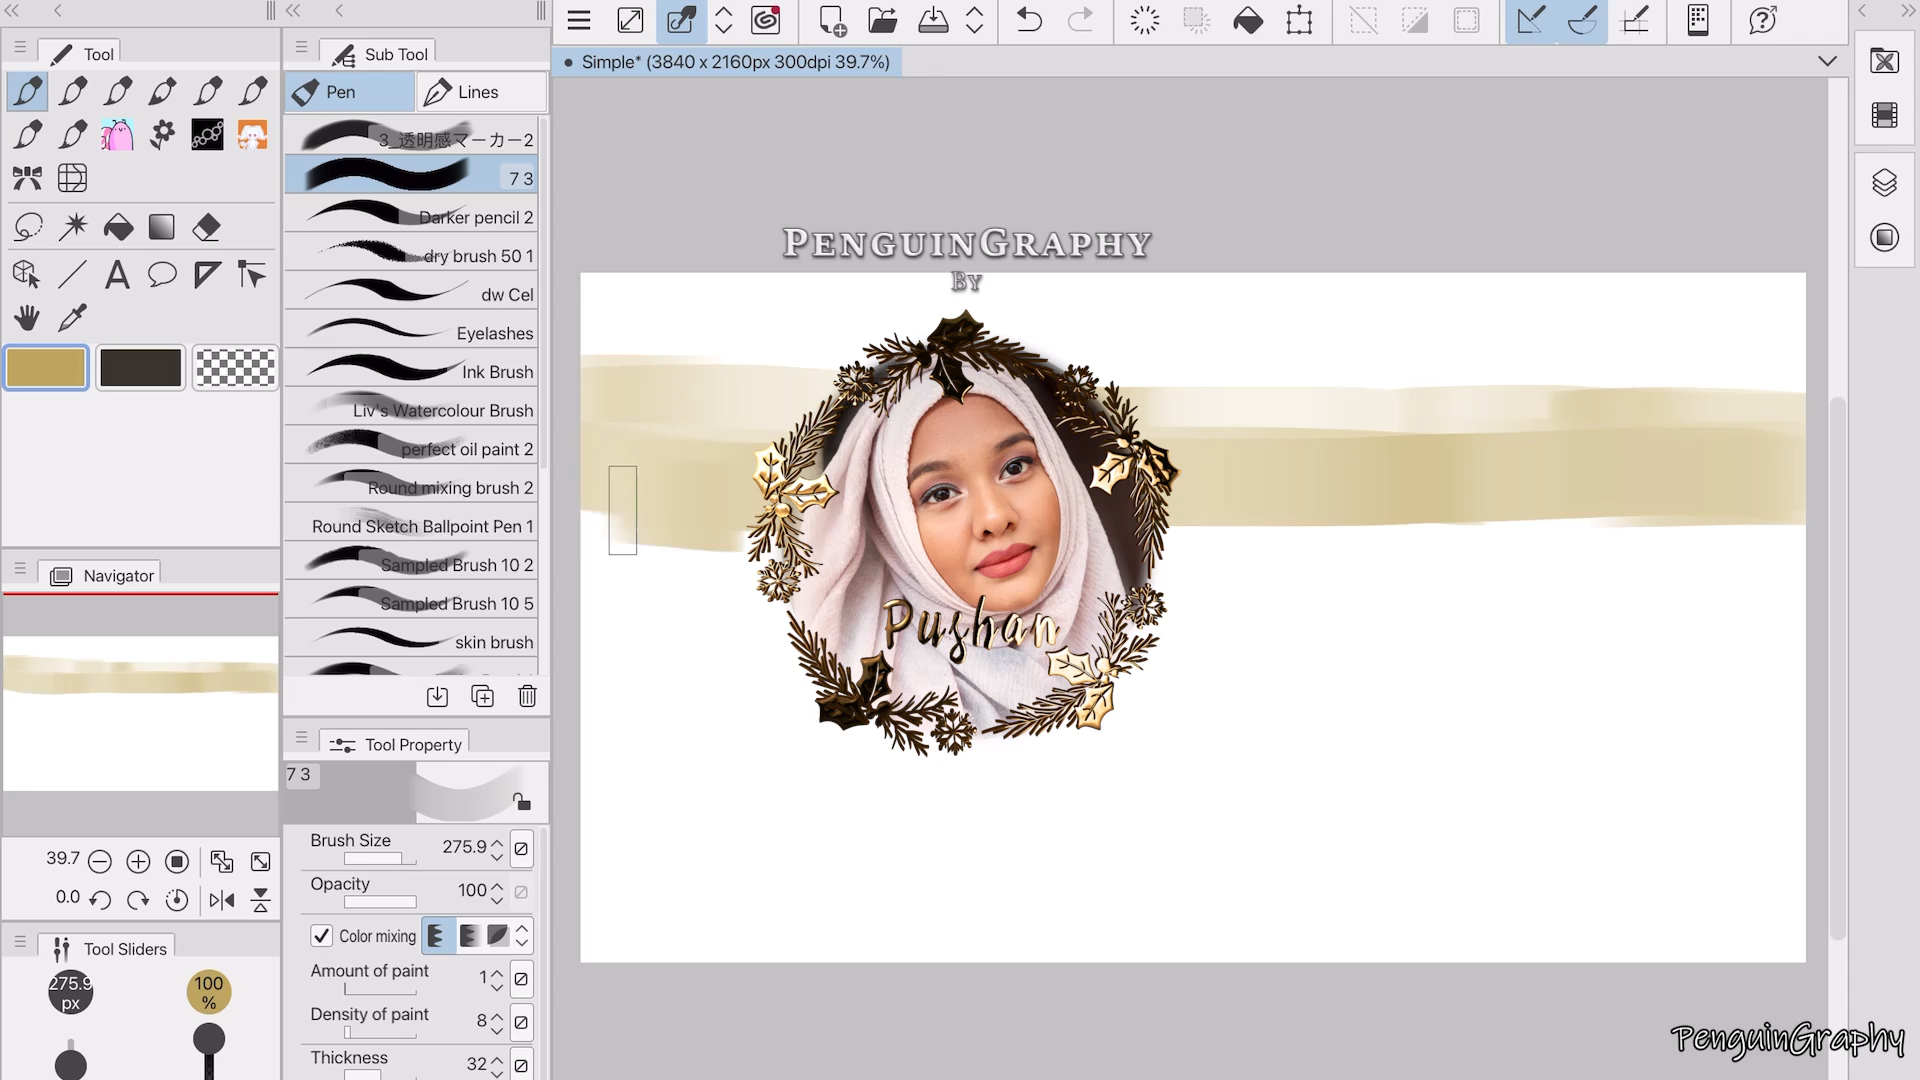 Tool
Sub Tool
Pen
Lines
3_透明感マーカー2
7 3
Darker pencil 2
dry brush 50 1
dw Cel
Eyelashes
Ink Brush
Liv's Watercolour Brush
perfect oil paint 2
Round mixing brush 2
Round Sketch Ballpoint Pen 1
Sampled Brush 10 2
Sampled Brush 10 5
skin brush
Tool Property
7 3
Brush Size 275.9
Opacity 100
Color mixing
Amount of paint 1
Density of paint 8
Thickness 32
Navigator
39.7
0.0
Tool Sliders
275.9
px
100
%
Simple* (3840 x 2160px 300dpi 39.7%)
PENGUINGRAPHY
BY
Pushan
PenguinGraphy